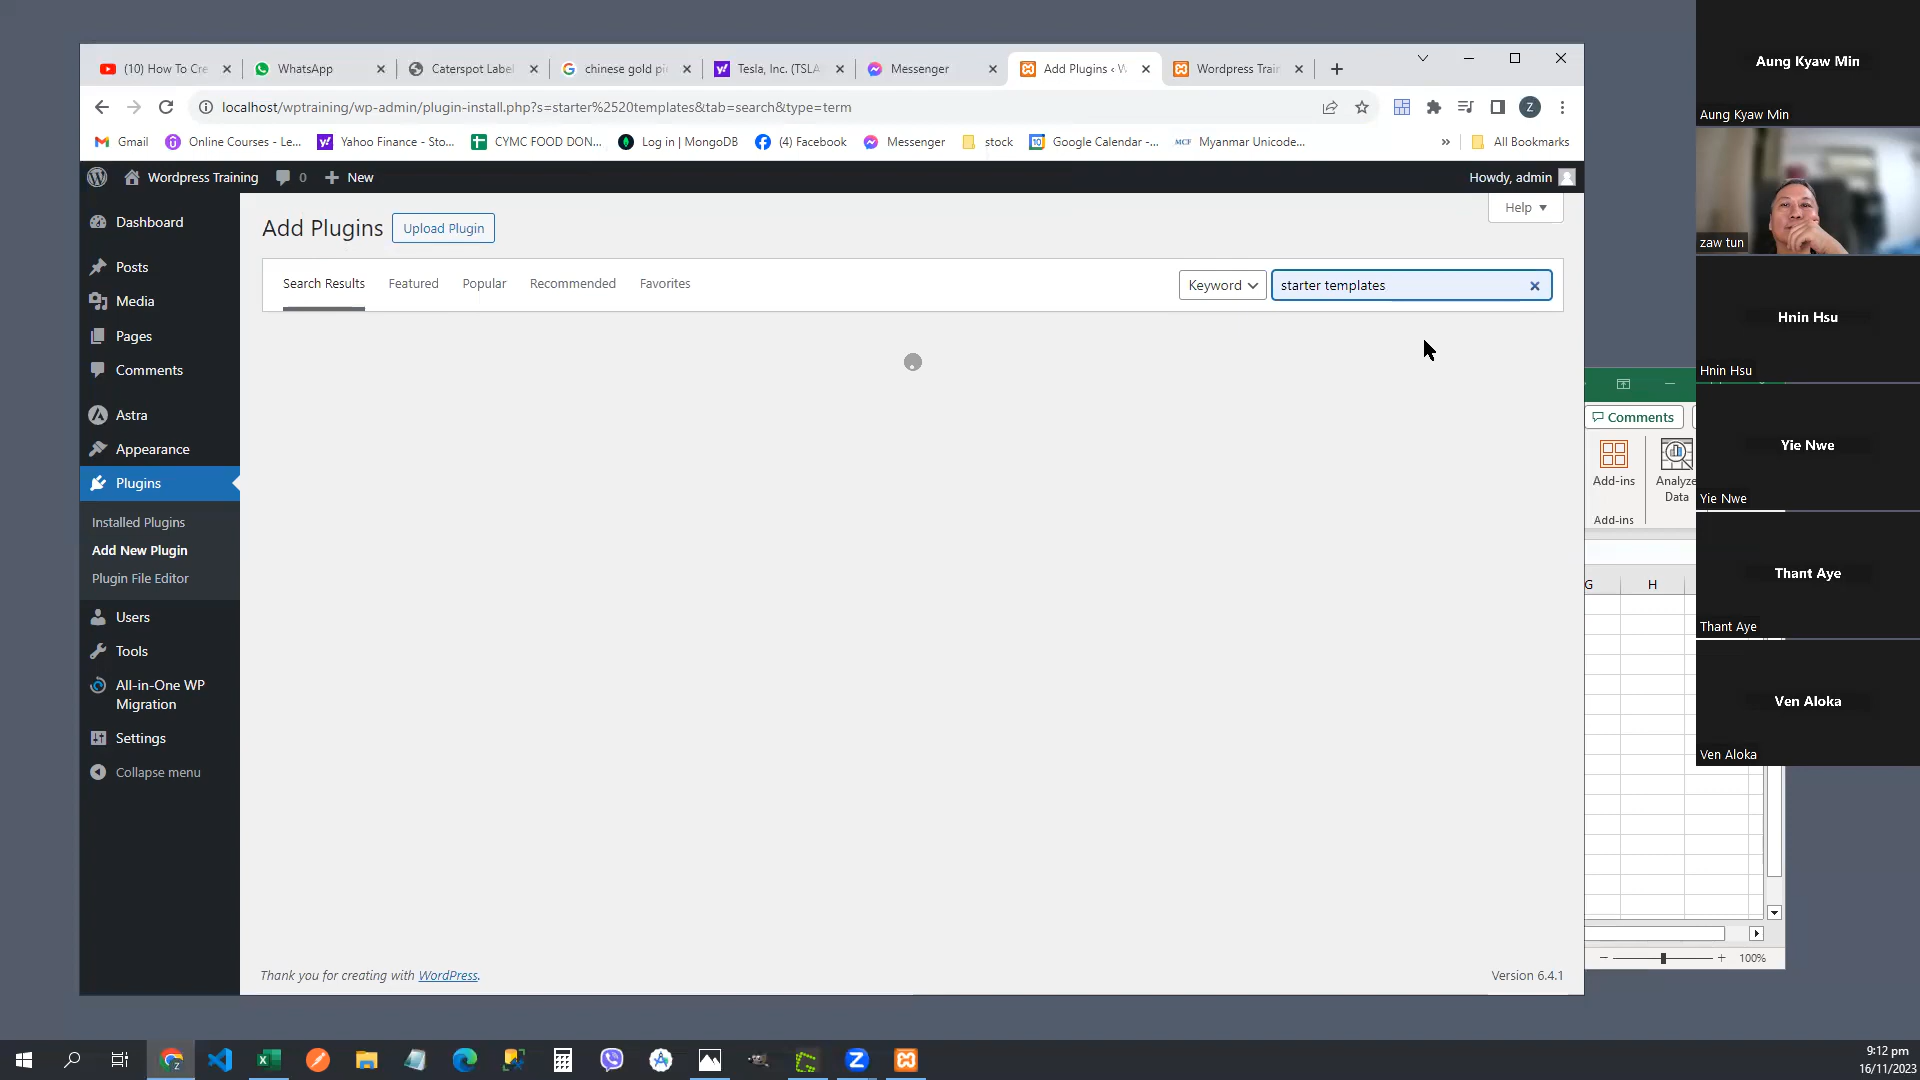 (10) How To Cre
WhatsApp
Caterspot Label
chinese gold pi
Tesla, Inc. (TSLA
Messenger
Add Plugins ‹ W
Wordpress Train
localhost/wptraining/wp-admin/plugin-install.php?s=starter%2520templates&tab=search&type=term
Z
Gmail
Online Courses - Le...
Yahoo Finance - Sto...
CYMC FOOD DON...
Log in | MongoDB
(4) Facebook
Messenger
stock
Google Calendar -...
Myanmar Unicode...
»
All Bookmarks
Wordpress Training
0
New
Howdy, admin
Dashboard
Posts
Media
Pages
Comments
Astra
Appearance
Plugins
Installed Plugins
Add New Plugin
Plugin File Editor
Users
Tools
All-in-One WP
Migration
Settings
Collapse menu
Add Plugins
Upload Plugin
Help
Search Results
Featured
Popular
Recommended
Favorites
Keyword
starter templates
Thank you for creating with WordPress.
Version 6.4.1
Comments
Add-ins
Analyze
Data
Add-ins
G
H
100%
Aung Kyaw Min
Aung Kyaw Min
zaw tun
Hnin Hsu
Hnin Hsu
Yie Nwe
Yie Nwe
Thant Aye
Thant Aye
Ven Aloka
Ven Aloka
9:12 pm
16/11/2023